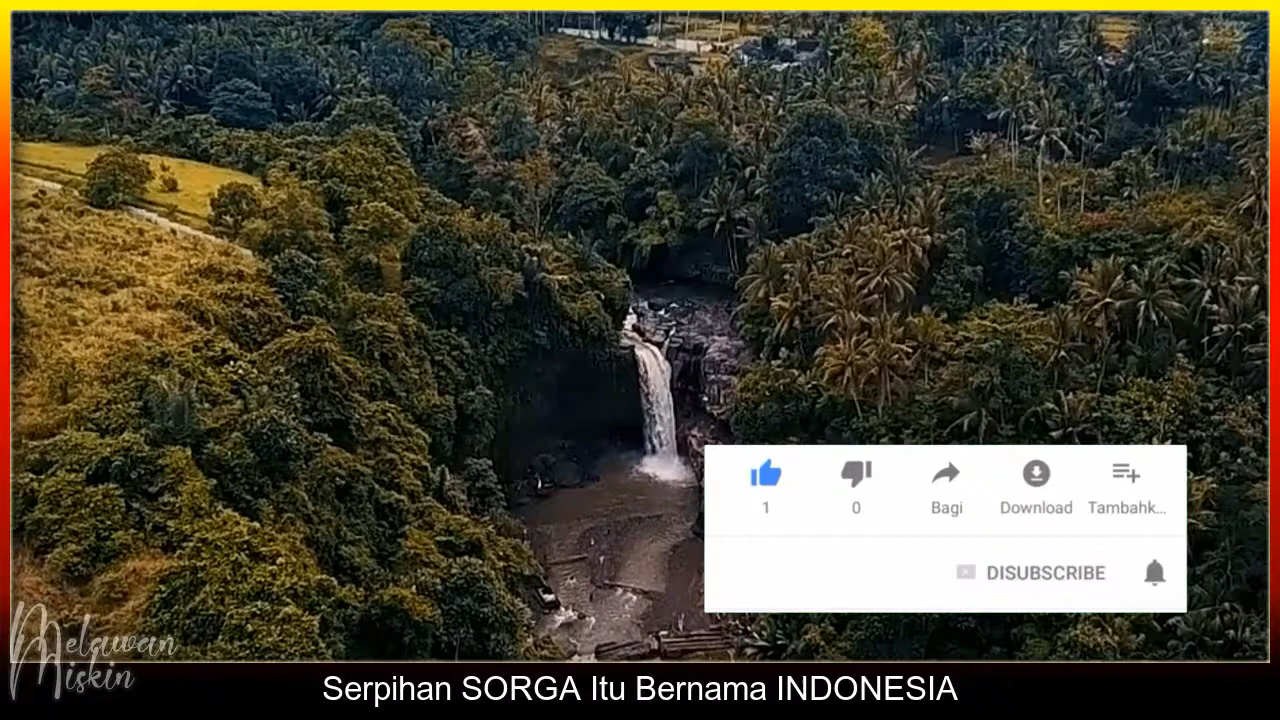 1
0
Bagi
Download
Tambahk...
DISUBSCRIBE
Melawan
Miskin
Serpihan SORGA Itu Bernama INDONESIA